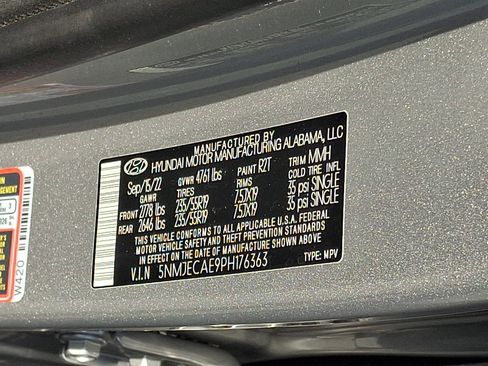 MANUFACTURED BY
HYUNDAI MOTOR MANUFACTURING ALABAMA, LLC
Sep/15/22 GVWR 4761 lbs PAINT R2T TRIM MMH
GAWR TIRES RIMS COLD TIRE INFL
FRONT 2778 lbs 235/55R19 7.5JX19 35 psi SINGLE
REAR 2646 lbs 235/55R19 7.5JX19 35 psi SINGLE
THIS VEHICLE CONFORMS TO ALL APPLICABLE U.S.A. FEDERAL
MOTOR VEHICLE SAFETY AND THEFT PREVENTION STANDARDS
IN EFFECT ON THE DATE OF MANUFACTURE SHOWN ABOVE.
V.I.N 5NMJECAE9PH176363 TYPE: MPV
W420